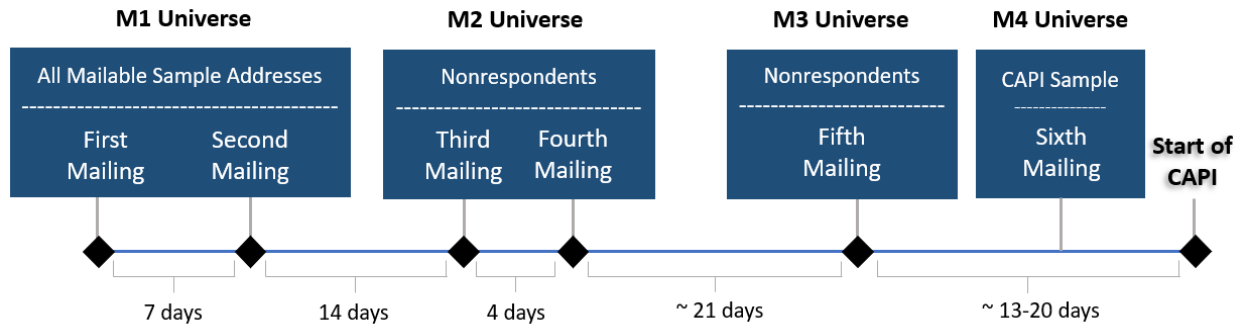 M1 Universe
M2 Universe
M3 Universe
M4 Universe
All Mailable Sample Addresses
First
Mailing
Second
Mailing
Nonrespondents
Third
Mailing
Fourth
Mailing
Nonrespondents
Fifth
Mailing
CAPI Sample
Sixth
Mailing
Start of
CAPI
7 days
14 days
4 days
~ 21 days
~ 13-20 days